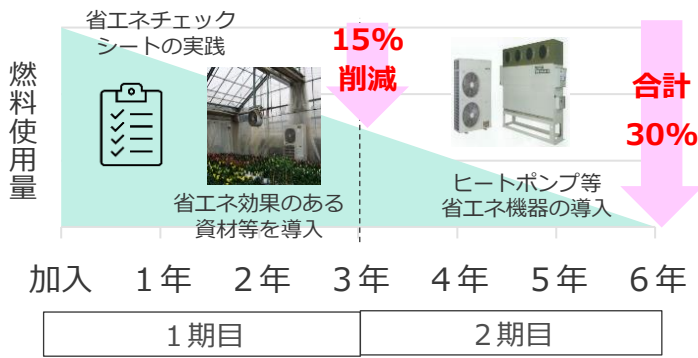 省エネチェック
シートの実践
15%
削減
合計
30%
燃料使用量
省エネ効果のある
資材等を導入
ヒートポンプ等
省エネ機器の導入
加入 1年 2年 3年 4年 5年 6年
1期目 2期目